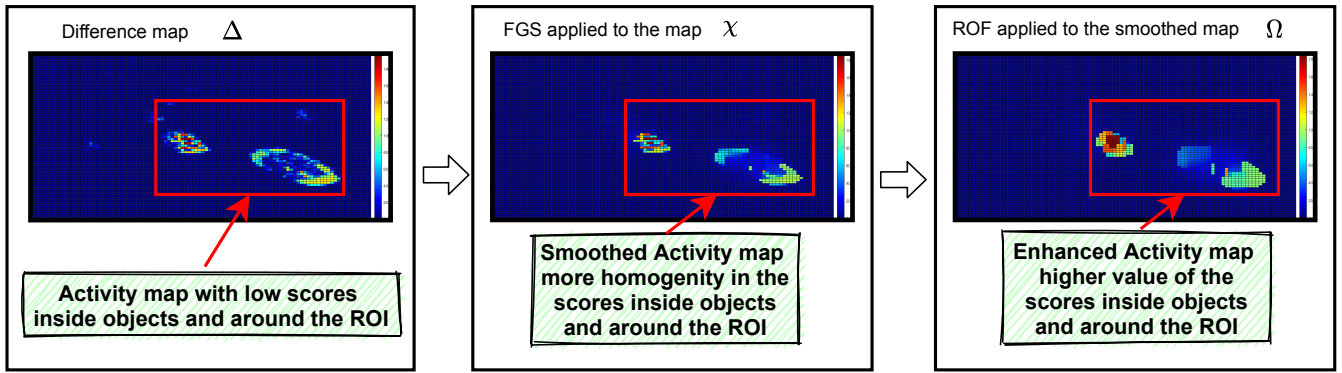 Difference map Δ
Activity map with low scores
inside objects and around the ROI
FGS applied to the map χ
Smoothed Activity map
more homogenity in the
scores inside objects
and around the ROI
ROF applied to the smoothed map Ω
Enhanced Activity map
higher value of the
scores inside objects
and around the ROI